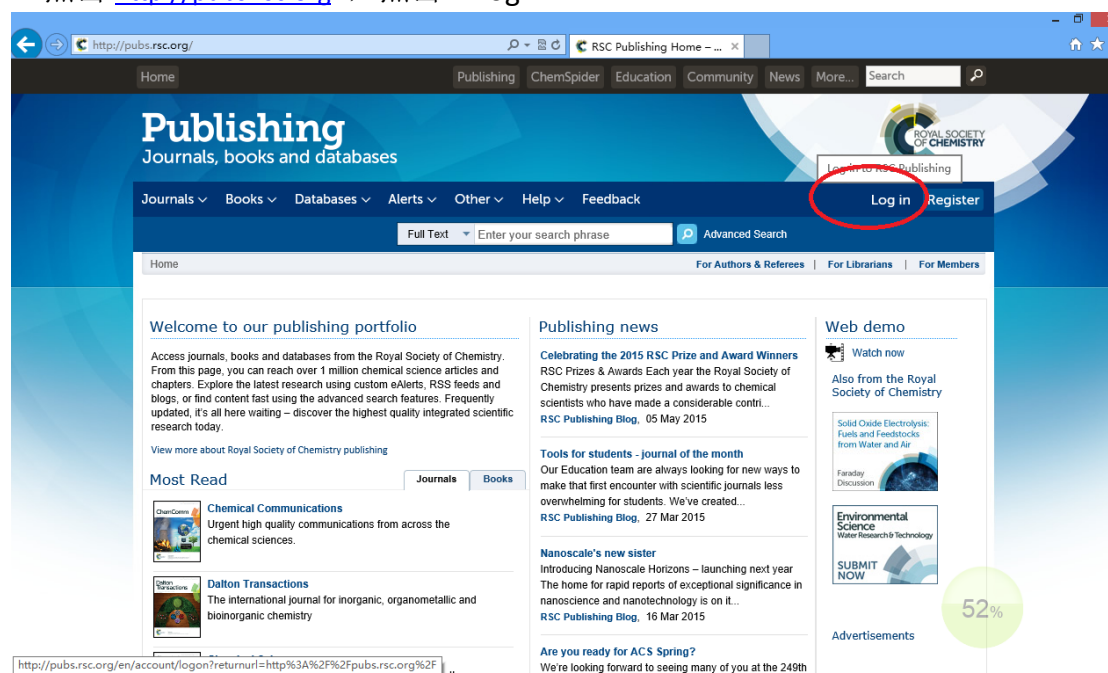 点击 http://pubs.rsc.org
点击
http://pubs.rsc.org/
RSC Publishing Home – ...
Home
Publishing ChemSpider Education Community News More... Search
Publishing
Journals, books and databases
ROYAL SOCIETY
OF CHEMISTRY
Log in to RSC Publishing
Journals Books Databases Alerts Other Help Feedback
Log in Register
Full Text Enter your search phrase Advanced Search
Home
For Authors & Referees | For Librarians | For Members
Welcome to our publishing portfolio
Access journals, books and databases from the Royal Society of Chemistry.
From this page, you can reach over 1 million chemical science articles and
chapters. Explore the latest research using custom eAlerts, RSS feeds and
blogs, or find content fast using the advanced search features. Frequently
updated, it's all here waiting – discover the highest quality integrated scientific
research today.
View more about Royal Society of Chemistry publishing
Most Read
Journals Books
ChemComm
Chemical Communications
Urgent high quality communications from across the
chemical sciences.
Dalton
Transactions
Dalton Transactions
The international journal for inorganic, organometallic and
bioinorganic chemistry
Publishing news
Celebrating the 2015 RSC Prize and Award Winners
RSC Prizes & Awards Each year the Royal Society of
Chemistry presents prizes and awards to chemical
scientists who have made a considerable contri...
RSC Publishing Blog, 05 May 2015
Tools for students - journal of the month
Our Education team are always looking for new ways to
make that first encounter with scientific journals less
overwhelming for students. We've created...
RSC Publishing Blog, 27 Mar 2015
Nanoscale's new sister
Introducing Nanoscale Horizons – launching next year
The home for rapid reports of exceptional significance in
nanoscience and nanotechnology is on it...
RSC Publishing Blog, 16 Mar 2015
Are you ready for ACS Spring?
We're looking forward to seeing many of you at the 249th
Web demo
Watch now
Also from the Royal
Society of Chemistry
Solid Oxide Electrolysis:
Fuels and Feedstocks
from Water and Air
Faraday
Discussion
Environmental
Science
Water Research & Technology
SUBMIT
NOW
52%
Advertisements
http://pubs.rsc.org/en/account/logon?returnurl=http%3A%2F%2Fpubs.rsc.org%2F